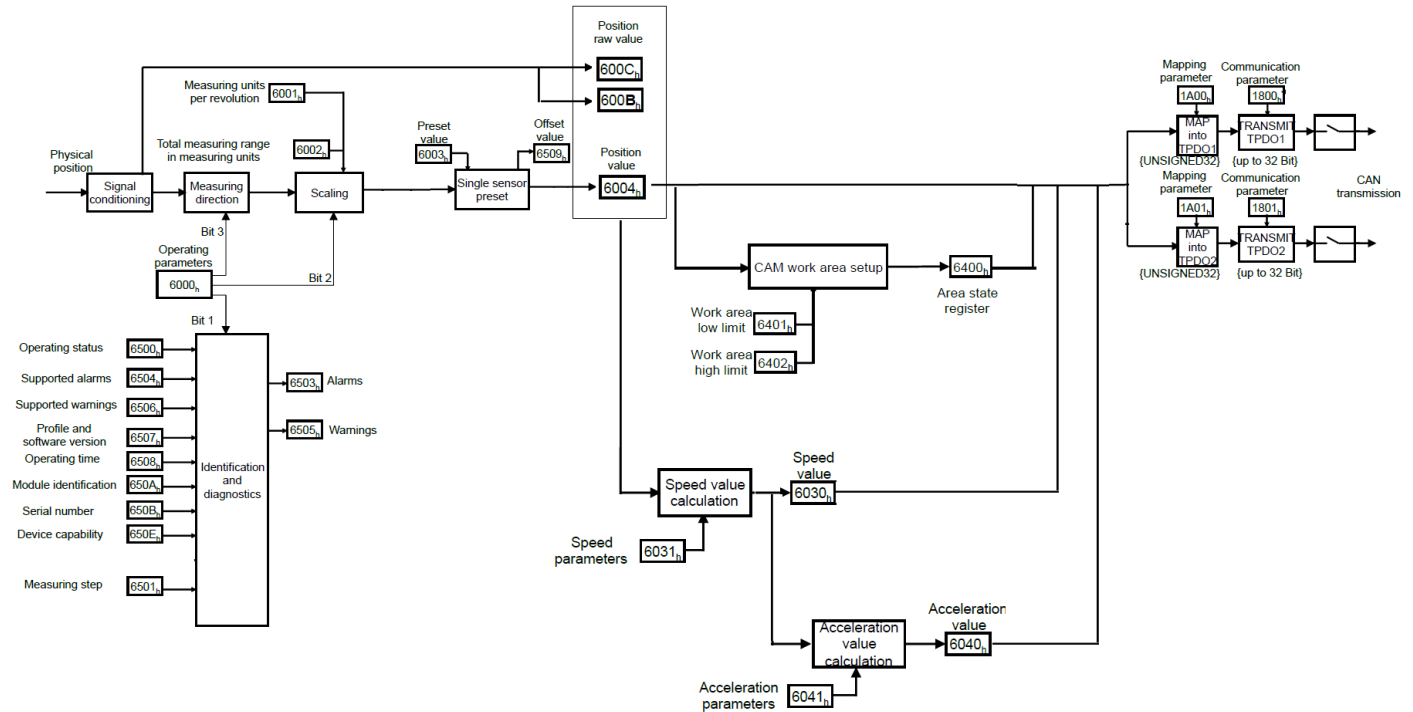 Position
raw value
600Ch
600Bh
Measuring units
per revolution
6001h
Total measuring range
in measuring units
6002h
Preset
value
6003h
Offset
value
6509h
Position
value
6004h
Physical
position
Signal
conditioning
Measuring
direction
Scaling
Single sensor
preset
Bit 3
Operating
parameters
6000h
Bit 2
Bit 1
Mapping
parameter
1A00h
Communication
parameter
1800h
MAP
into
TPDO1
TRANSMIT
TPDO1
{UNSIGNED32}
{up to 32 Bit}
Mapping
parameter
1A01h
Communication
parameter
1801h
CAN
transmission
MAP
into
TPDO2
TRANSMIT
TPDO2
{UNSIGNED32}
{up to 32 Bit}
CAM work area setup
6400h
Area state
register
Work area
low limit
6401h
Work area
high limit
6402h
Operating status
6500h
Supported alarms
6504h
Supported warnings
6506h
Profile and
software version
6507h
Operating time
6508h
Module identification
650Ah
Serial number
650Bh
Device capability
650Eh
Measuring step
6501h
Identification
and
diagnostics
6503h
Alarms
6505h
Warnings
Speed value
calculation
Speed
value
6030h
Speed
parameters
6031h
Acceleration
value
calculation
Acceleration
value
6040h
Acceleration
parameters
6041h